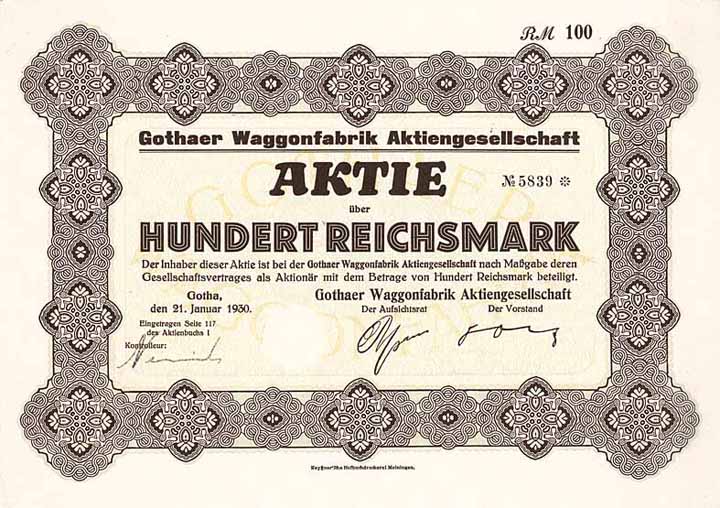 RM 100
Gothaer Waggonfabrik Aktiengesellschaft
AKTIE
№ 5839 ※
über
HUNDERT REICHSMARK
Der Inhaber dieser Aktie ist bei der Gothaer Waggonfabrik Aktiengesellschaft nach Maßgabe deren
Gesellschaftsvertrages als Aktionär mit dem Betrage von Hundert Reichsmark beteiligt.
Gotha,
den 21. Januar 1930.
Gothaer Waggonfabrik Aktiengesellschaft
Der Aufsichtsrat Der Vorstand
Eingetragen Seite 117
des Aktienbuchs I
Kontrolleur:
Hofbuchdruckerei Meiningen.